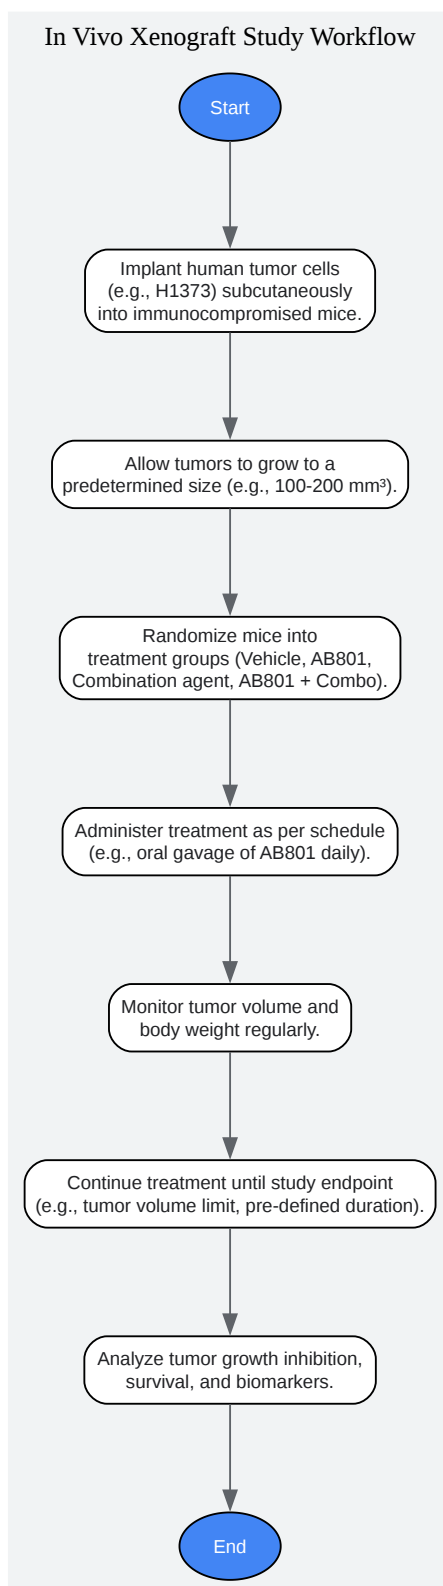 In Vivo Xenograft Study Workflow
Start
Implant human tumor cells
(e.g., H1373) subcutaneously
into immunocompromised mice.
Allow tumors to grow to a
predetermined size (e.g., 100-200 mm³).
Randomize mice into
treatment groups (Vehicle, AB801,
Combination agent, AB801 + Combo).
Administer treatment as per schedule
(e.g., oral gavage of AB801 daily).
Monitor tumor volume and
body weight regularly.
Continue treatment until study endpoint
(e.g., tumor volume limit, pre-defined duration).
Analyze tumor growth inhibition,
survival, and biomarkers.
End